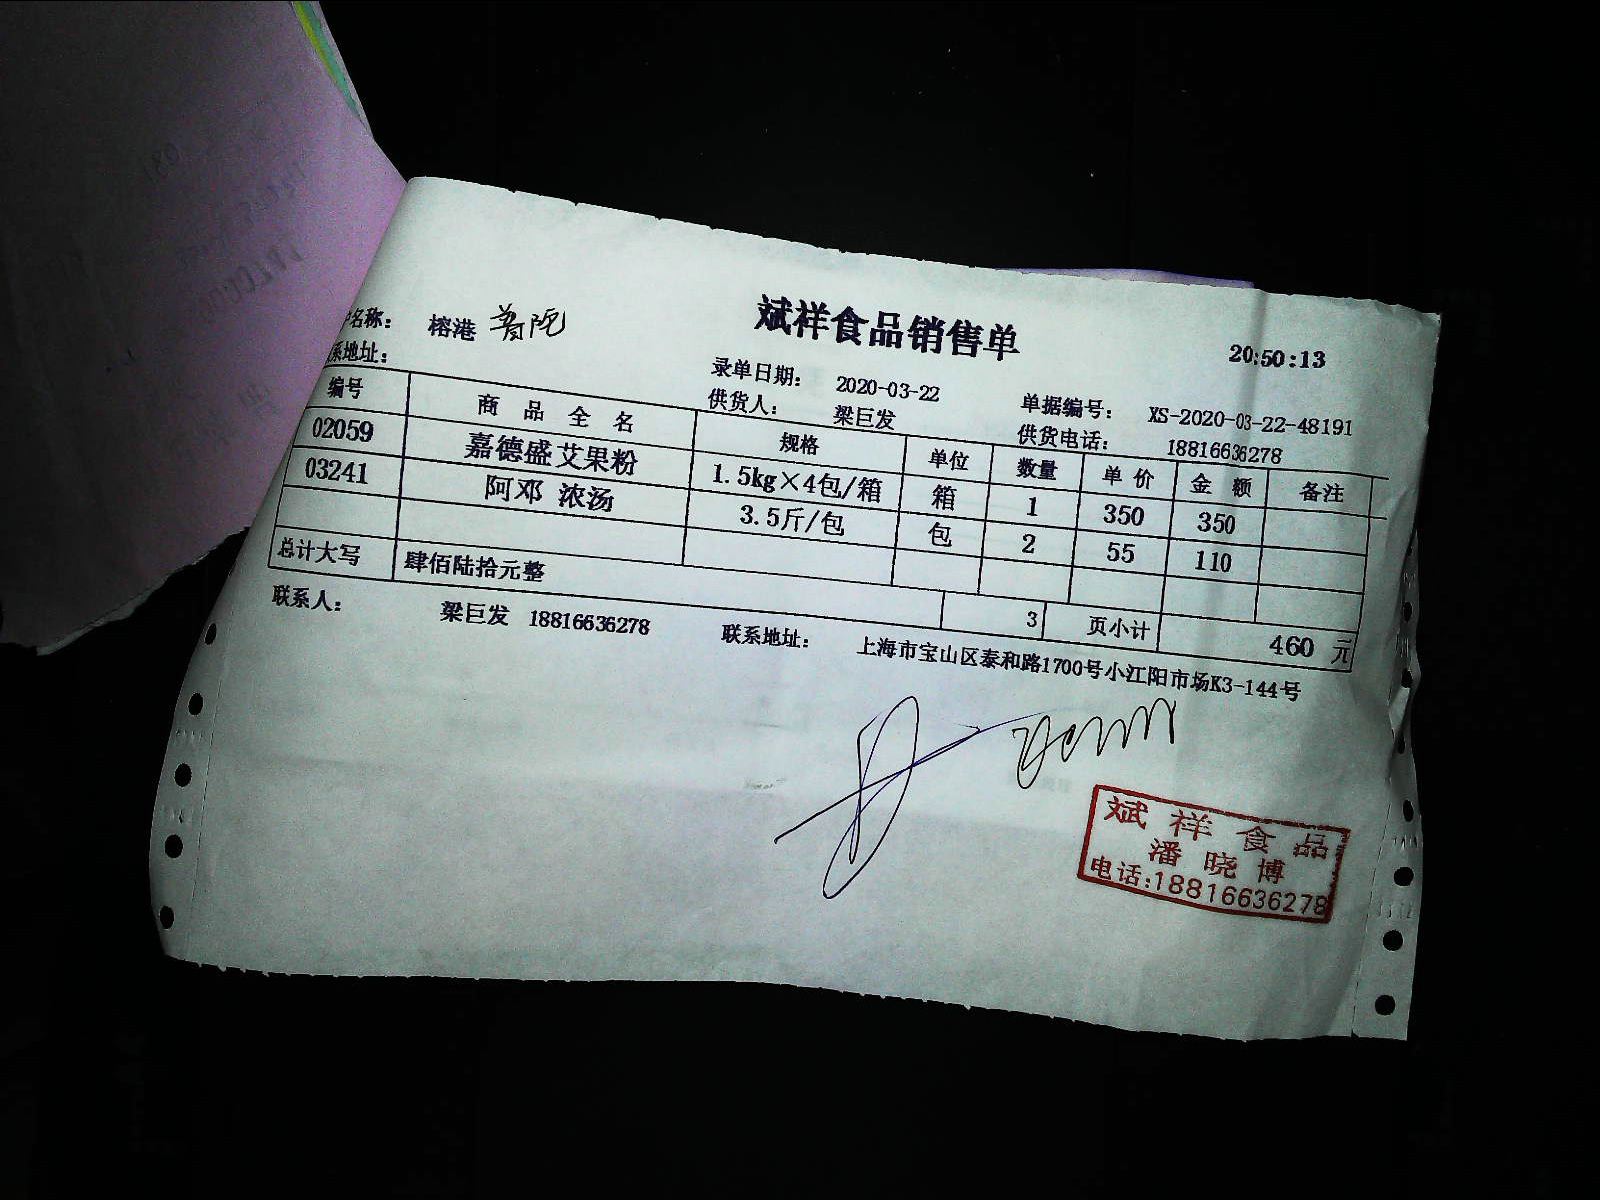 斌祥食品销售单
20:50:13
户名称： 榕港 普陀
联系地址：
录单日期： 2020-03-22
单据编号： XS-2020-03-22-48191
供货人： 梁巨发
供货电话： 18816636278
编号 商 品 全 名 规格 单位 数量 单价 金 额 备注
02059 嘉德盛艾果粉 1.5kg×4包/箱 箱 1 350 350
03241 阿邓 浓汤 3.5斤/包 包 2 55 110
总计大写 肆佰陆拾元整 3 页小计 460 元
联系人： 梁巨发 18816636278 联系地址： 上海市宝山区泰和路1700号小江阳市场K3-144号
斌祥食品
潘晓博
电话:18816636278